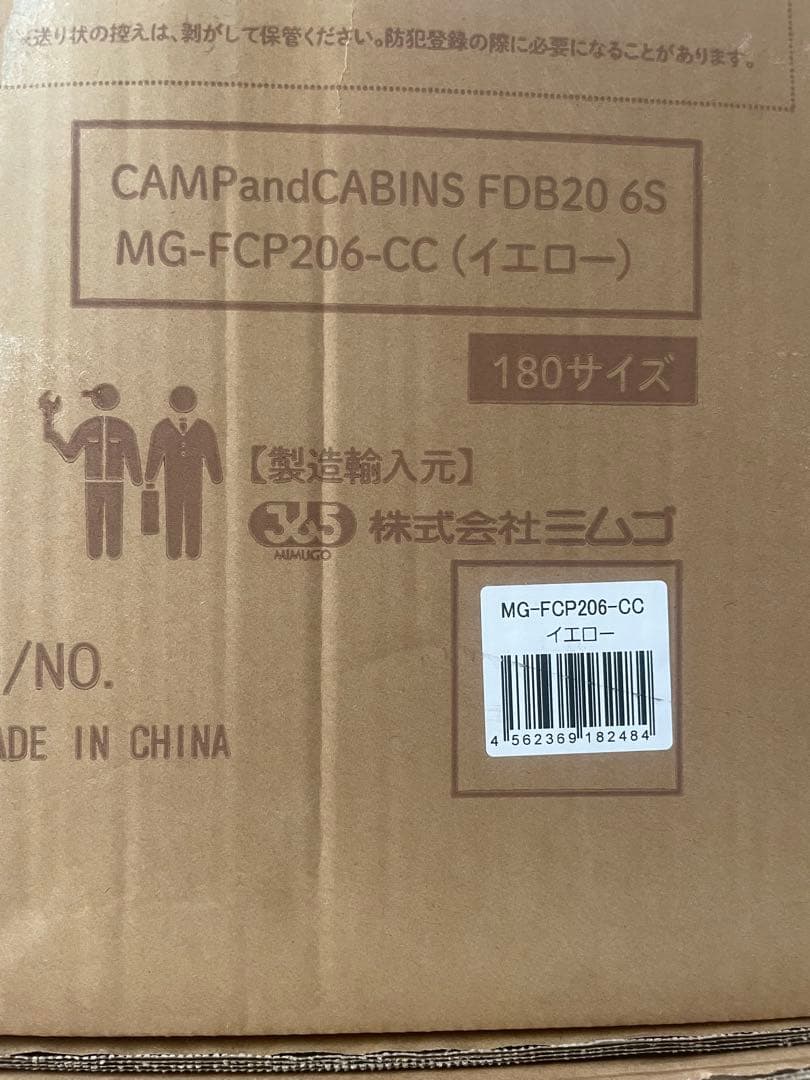 送り状の控えは、剥がして保管ください。防犯登録の際に必要になることがあります。
CAMPandCABINS FDB20 6S
MG-FCP206-CC（イエロー）
180サイズ
【製造輸入元】
365 株式会社ミムゴ
MIMUGO
MG-FCP206-CC
イエロー
4 562369 182484
/NO.
ADE IN CHINA